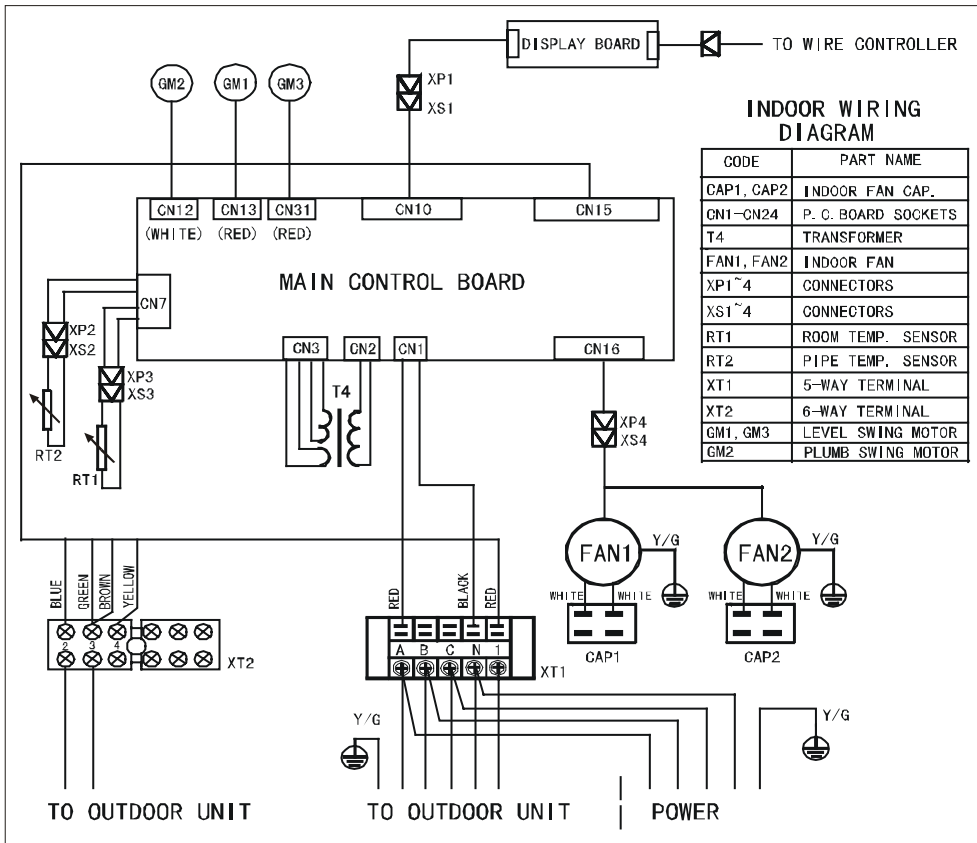 DISPLAY BOARD
TO WIRE CONTROLLER
GM2
GM1
GM3
XP1
XS1
INDOOR WIRING
DIAGRAM
CODE PART NAME
CAP1, CAP2 INDOOR FAN CAP.
CN1-CN24 P.C.BOARD SOCKETS
T4 TRANSFORMER
FAN1, FAN2 INDOOR FAN
XP1~4 CONNECTORS
XS1~4 CONNECTORS
RT1 ROOM TEMP. SENSOR
RT2 PIPE TEMP. SENSOR
XT1 5-WAY TERMINAL
XT2 6-WAY TERMINAL
GM1, GM3 LEVEL SWING MOTOR
GM2 PLUMB SWING MOTOR
CN12
CN13
CN31
CN10
CN15
(WHITE)
(RED)
(RED)
MAIN CONTROL BOARD
CN7
XP2
XS2
XP3
XS3
RT2
RT1
CN3
CN2
CN1
CN16
T4
XP4
XS4
FAN1
Y/G
FAN2
Y/G
WHITE
WHITE
WHITE
WHITE
CAP1
CAP2
BLUE
GREEN
BROWN
YELLOW
RED
BLACK
RED
2
3
4
XT2
A B C N 1
XT1
Y/G
Y/G
TO OUTDOOR UNIT
TO OUTDOOR UNIT
POWER